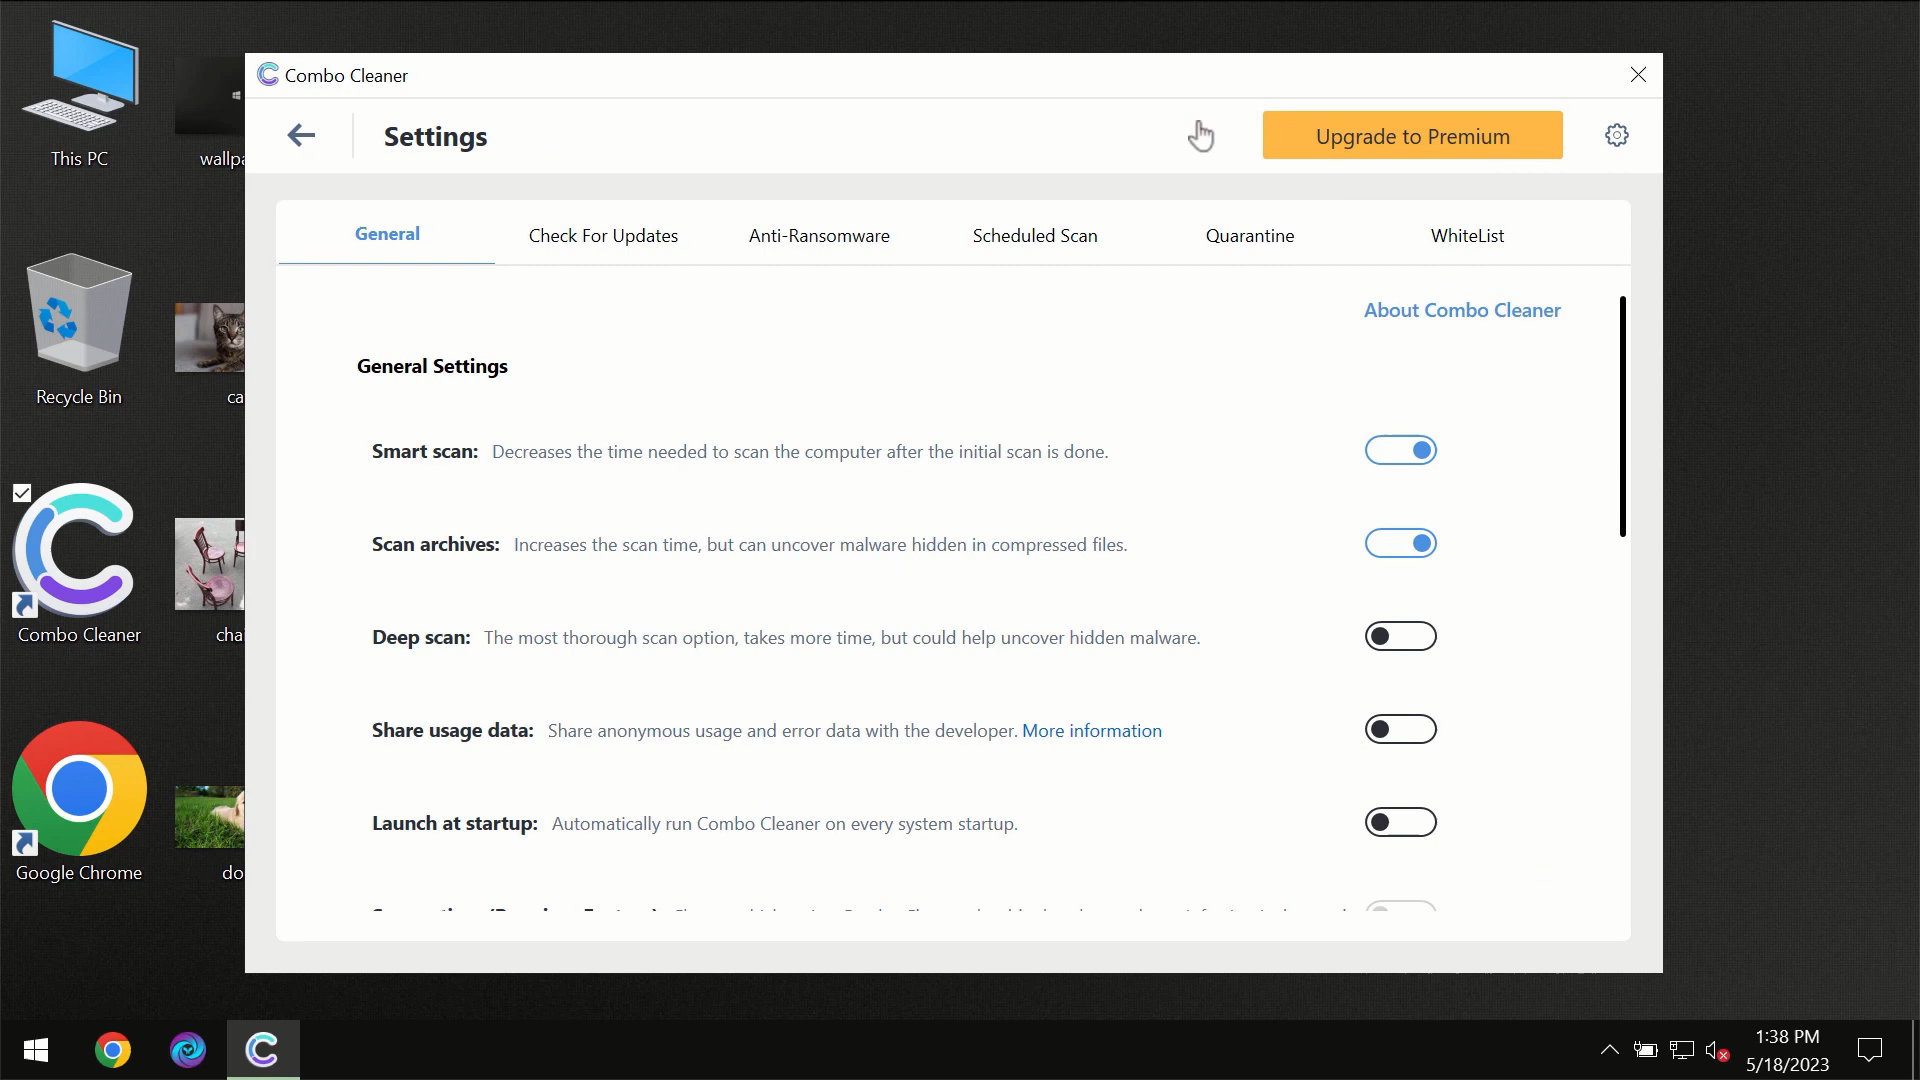 Combo Cleaner
Settings
Upgrade to Premium
General
Check For Updates
Anti-Ransomware
Scheduled Scan
Quarantine
WhiteList
About Combo Cleaner
General Settings
Smart scan: Decreases the time needed to scan the computer after the initial scan is done.
Scan archives: Increases the scan time, but can uncover malware hidden in compressed files.
Deep scan: The most thorough scan option, takes more time, but could help uncover hidden malware.
Share usage data: Share anonymous usage and error data with the developer. More information
Launch at startup: Automatically run Combo Cleaner on every system startup.
This PC
wallpa
Recycle Bin
ca
Combo Cleaner
chai
Google Chrome
do
1:38 PM
5/18/2023